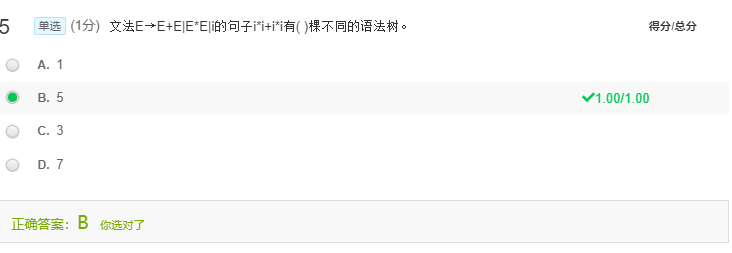 5 单选 (1分) 文法E→E+E|E*E|i的句子i*i+i*i有( )棵不同的语法树。 得分/总分
A. 1
B. 5 1.00/1.00
C. 3
D. 7
正确答案：B 你选对了